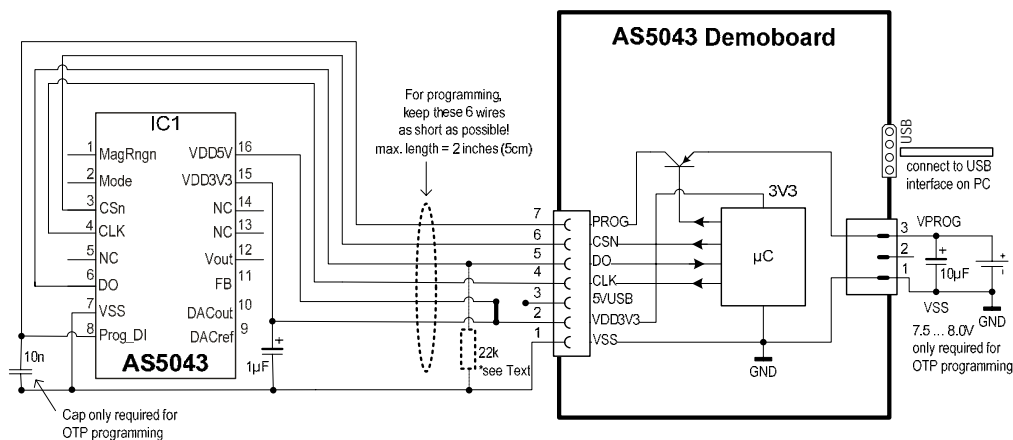 AS5043 Demoboard
For programming,
keep these 6 wires
as short as possible!
max. length = 2 inches (5cm)
IC1
1
MagRngn
2
Mode
3
CSn
4
CLK
5
NC
6
DO
7
VSS
8
Prog_DI
VDD5V
16
VDD3V3
15
NC
14
NC
13
Vout
12
FB
11
DACout
10
DACref
9
AS5043
10n
Cap only required for
OTP programming
+
1µF
22k
*see Text
7
PROG
6
CSN
5
DO
4
CLK
3
5VUSB
2
VDD3V3
1
VSS
3V3
µC
GND
USB
connect to USB
interface on PC
3
VPROG
2
1
+
10µF
+
-
VSS
GND
7.5 ... 8.0V
only required for
OTP programming